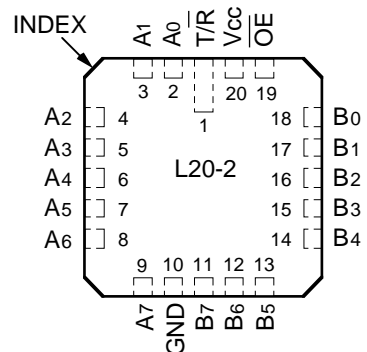 INDEX
A1 A0 T/R̅ Vcc O̅E̅
3 2 1 20 19
A2 4 18 B0
A3 5 17 B1
A4 6 L20-2 16 B2
A5 7 15 B3
A6 8 14 B4
9 10 11 12 13
A7 GND B7 B6 B5